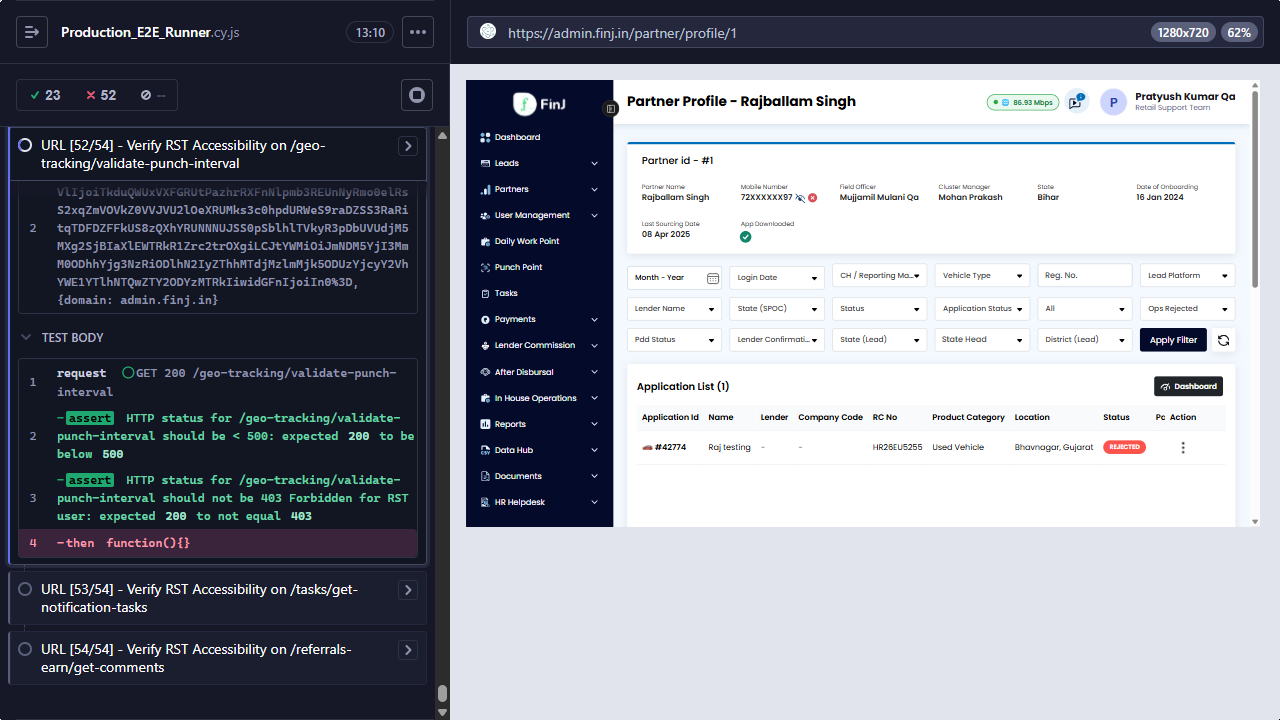 Production_E2E_Runner.cy.js
13:10
23
52
--
URL [52/54] - Verify RST Accessibility on /geo-
tracking/validate-punch-interval
2
S2xqZmVOVkZ0VVJVU2lOeXRUMks3c0hpdURWeS9raDZSS3RaRi
tqTDFDZFFkUS8zQXhYRUNNNUJSS0pSblhlTVkyR3pDbUVUdjM5
MXg2SjBIaXlEWTRkR1Zrc2trOXgiLCJtYWMiOiJmNDM5YjI3Mm
M0ODhhYjg3NzRiODlhN2IyZThhMTdjMzlmMjk5ODUzYjcyY2Vh
YWE1YTlhNTQwZTY2ODYzMTRkIiwidGFnIjoiIn0%3D,
{domain: admin.finj.in}
TEST BODY
1 request GET 200 /geo-tracking/validate-punch-
interval
2 -assert HTTP status for /geo-tracking/validate-
punch-interval should be < 500: expected 200 to be
below 500
3 -assert HTTP status for /geo-tracking/validate-
punch-interval should not be 403 Forbidden for RST
user: expected 200 to not equal 403
4 -then function(){}
URL [53/54] - Verify RST Accessibility on /tasks/get-
notification-tasks
URL [54/54] - Verify RST Accessibility on /referrals-
earn/get-comments
https://admin.finj.in/partner/profile/1
1280x720
62%
FinJ
Dashboard
Leads
Partners
User Management
Daily Work Point
Punch Point
Tasks
Payments
Lender Commission
After Disbursal
In House Operations
Reports
Data Hub
Documents
HR Helpdesk
Partner Profile - Rajballam Singh
86.93 Mbps
P
Pratyush Kumar Qa
Retail Support Team
Partner id - #1
Partner Name Mobile Number Field Officer Cluster Manager State Date of Onboarding
Rajballam Singh 72XXXXXX97 Mujjamil Mulani Qa Mohan Prakash Bihar 16 Jan 2024
Last Sourcing Date App Downloaded
08 Apr 2025
Month - Year Login Date CH / Reporting Ma... Vehicle Type Reg. No. Lead Platform
Lender Name State (SPOC) Status Application Status All Ops Rejected
Pdd Status Lender Confirmati... State (Lead) State Head District (Lead) Apply Filter
Application List (1)
Dashboard
Application Id Name Lender Company Code RC No Product Category Location Status Pc Action
#42774 Raj testing - - HR26EU5255 Used Vehicle Bhavnagar, Gujarat REJECTED